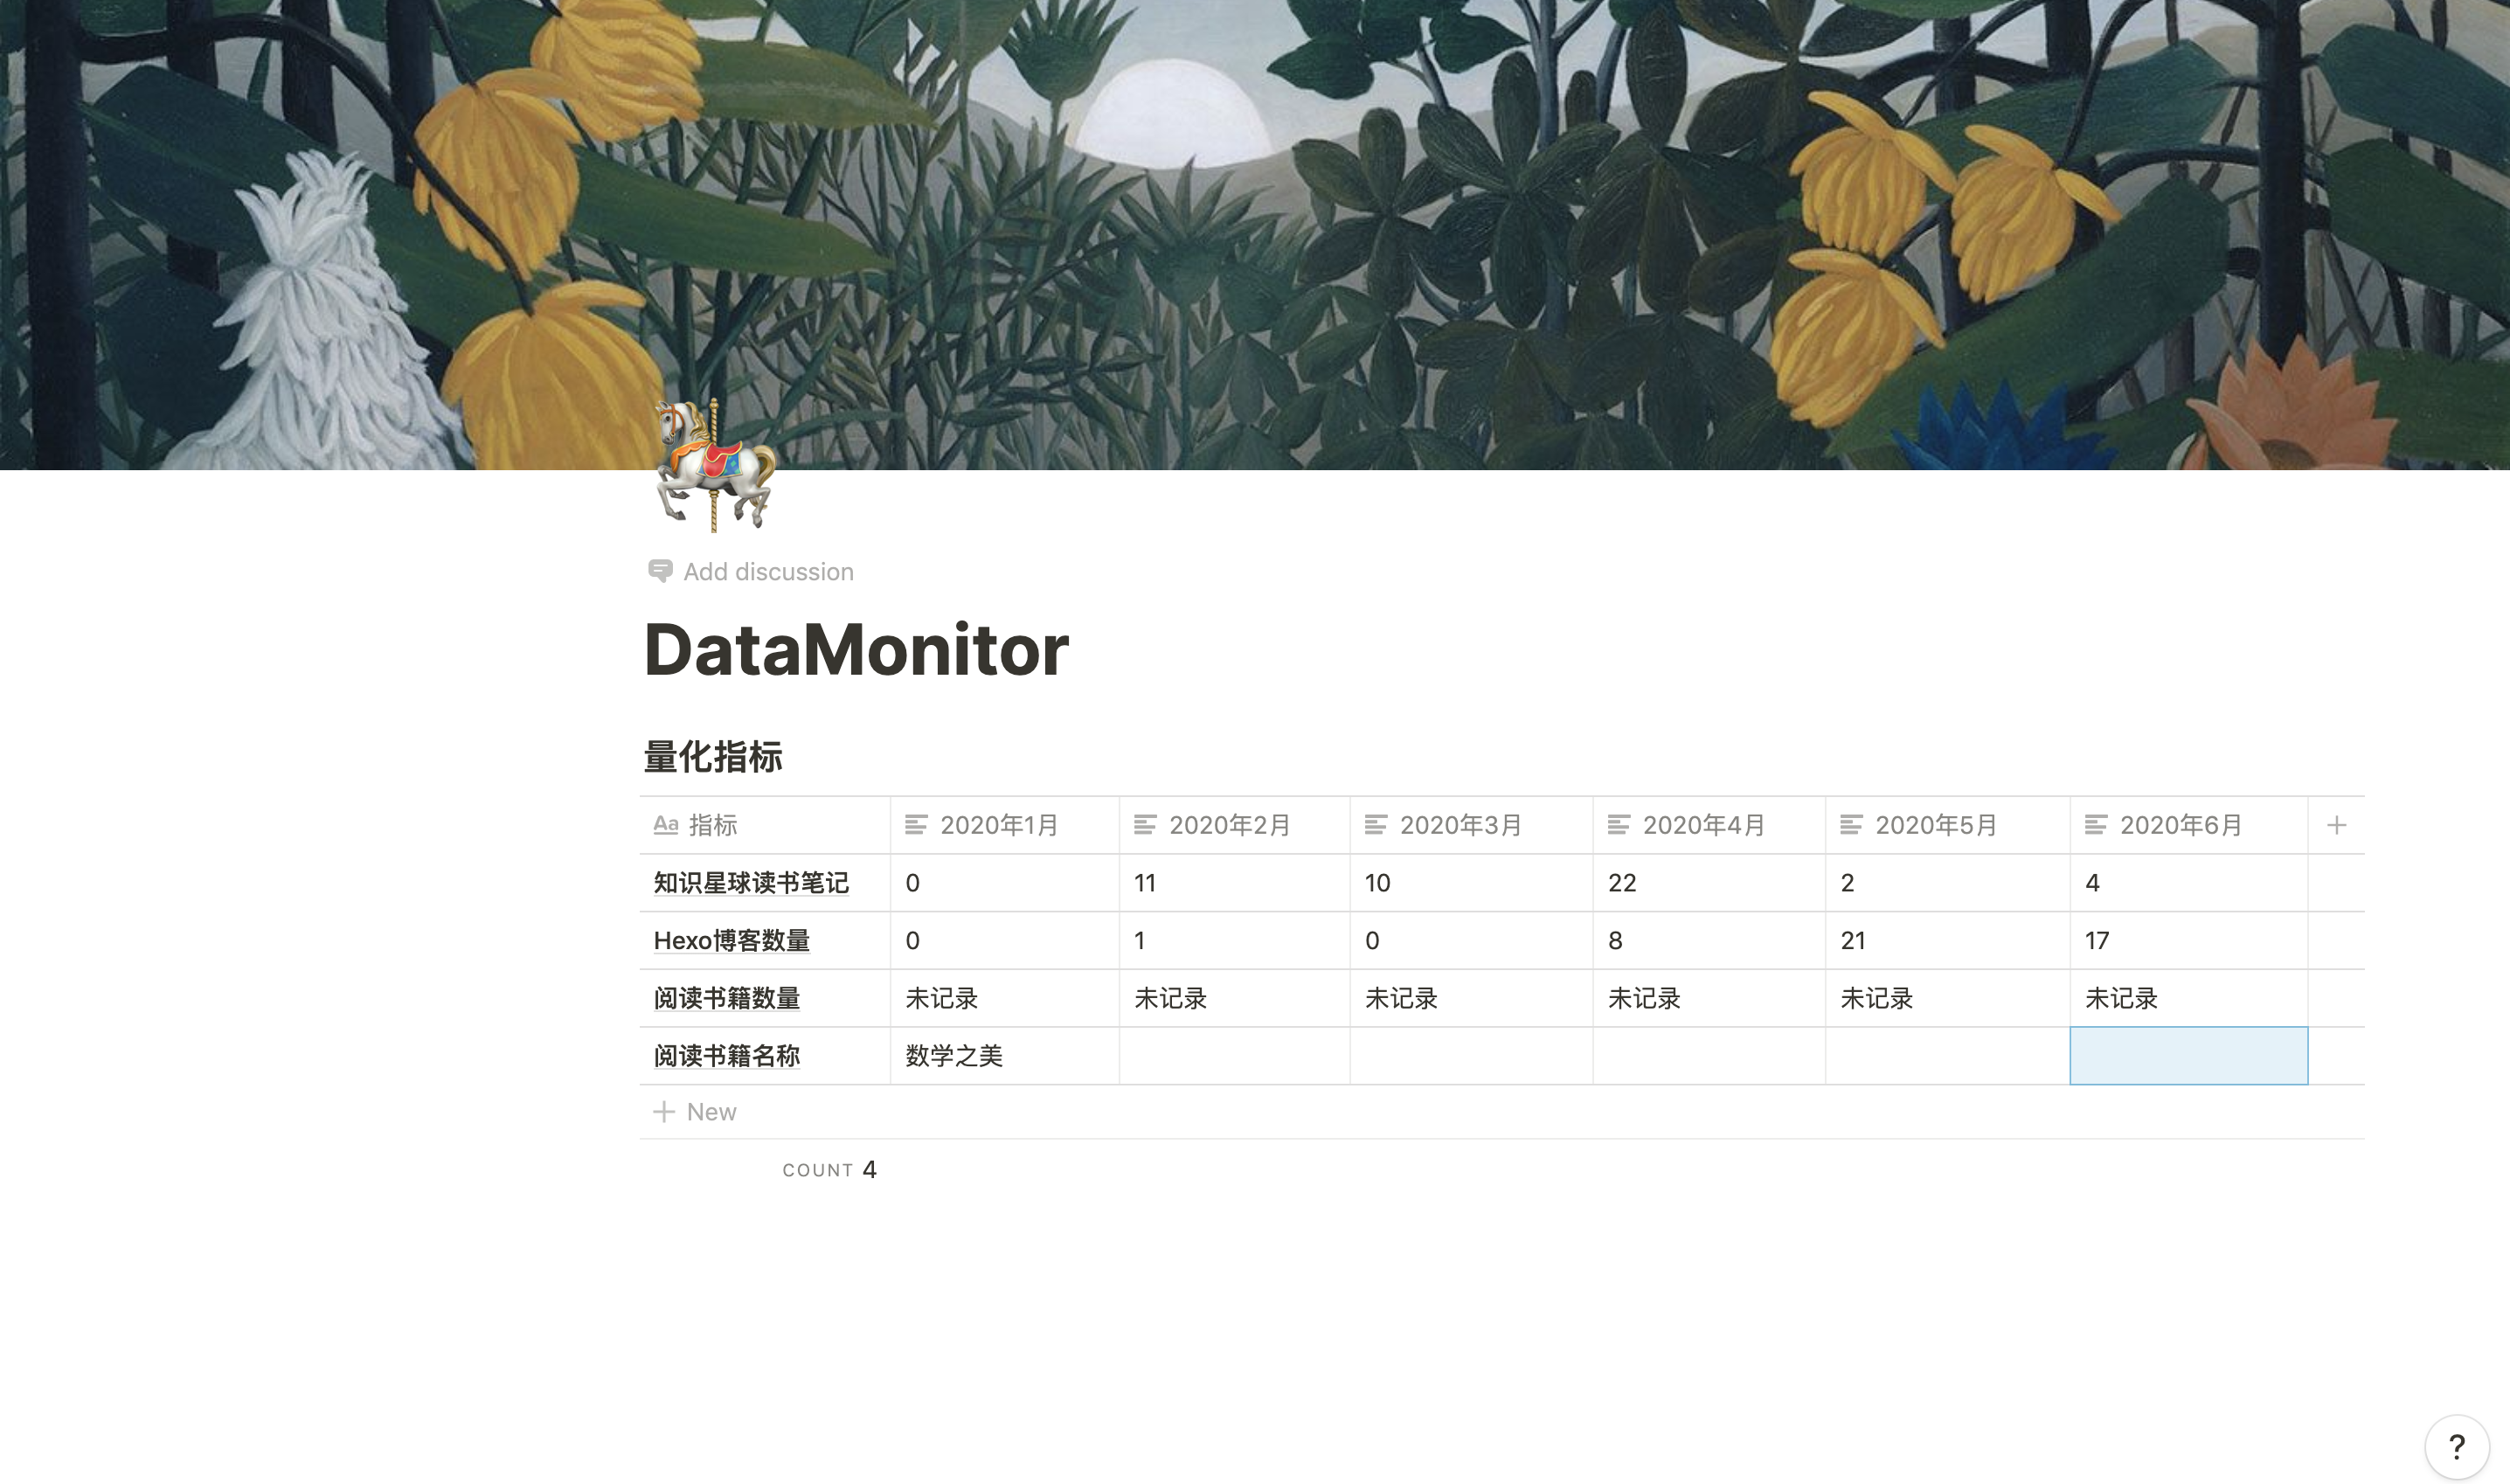 Add discussion
DataMonitor
量化指标
Aa 指标 2020年1月 2020年2月 2020年3月 2020年4月 2020年5月 2020年6月 +
知识星球读书笔记 0 11 10 22 2 4
Hexo博客数量 0 1 0 8 21 17
阅读书籍数量 未记录 未记录 未记录 未记录 未记录 未记录
阅读书籍名称 数学之美
+ New
COUNT 4
?